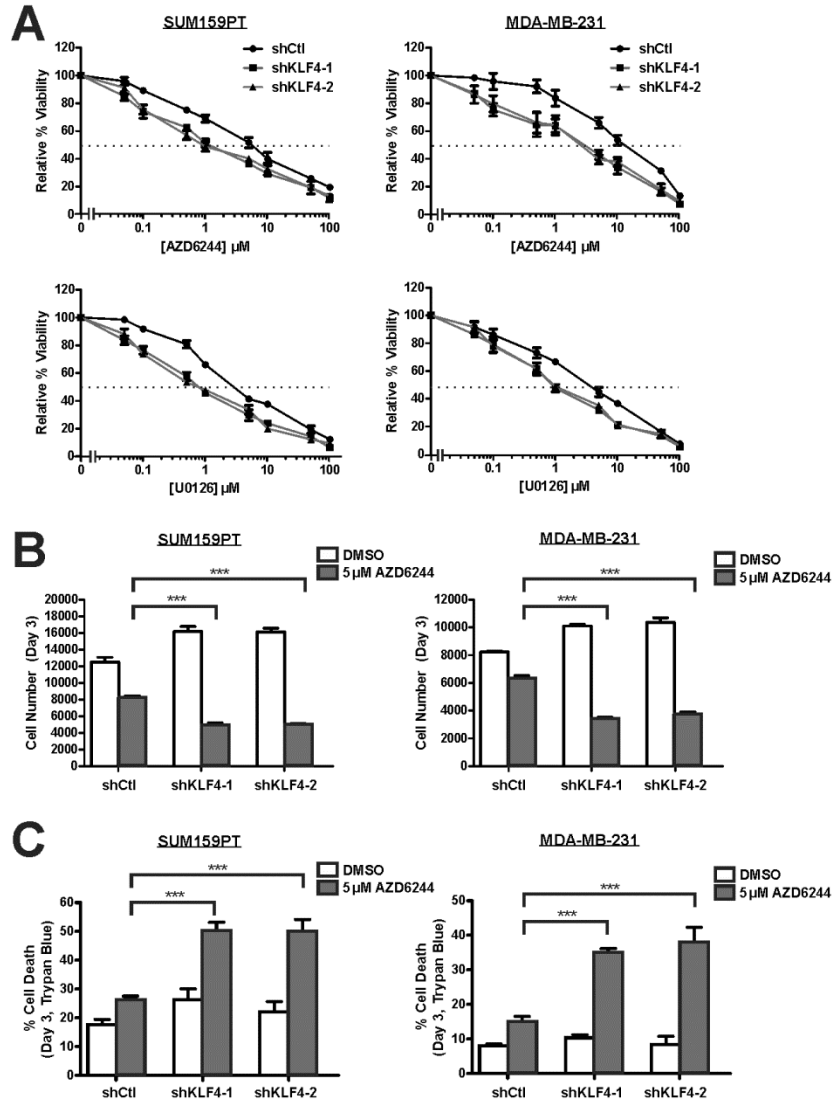 A
SUM159PT
shCtl
shKLF4-1
shKLF4-2
Relative % Viability
120
100
80
60
40
20
0
0 0.1 1 10 100
[AZD6244] µM
MDA-MB-231
shCtl
shKLF4-1
shKLF4-2
Relative % Viability
120
100
80
60
40
20
0
0 0.1 1 10 100
[AZD6244] µM
Relative % Viability
120
100
80
60
40
20
0
0 0.1 1 10 100
[U0126] µM
Relative % Viability
120
100
80
60
40
20
0
0 0.1 1 10 100
[U0126] µM
B
SUM159PT
DMSO
5µM AZD6244
***
***
Cell Number (Day 3)
20000
18000
16000
14000
12000
10000
8000
6000
4000
2000
0
shCtl shKLF4-1 shKLF4-2
MDA-MB-231
DMSO
5µM AZD6244
***
***
Cell Number (Day 3)
12000
10000
8000
6000
4000
2000
0
shCtl shKLF4-1 shKLF4-2
C
SUM159PT
DMSO
5µM AZD6244
***
***
% Cell Death
(Day 3, Trypan Blue)
60
50
40
30
20
10
0
shCtl shKLF4-1 shKLF4-2
MDA-MB-231
DMSO
5µM AZD6244
***
***
% Cell Death
(Day 3, Trypan Blue)
50
40
30
20
10
0
shCtl shKLF4-1 shKLF4-2